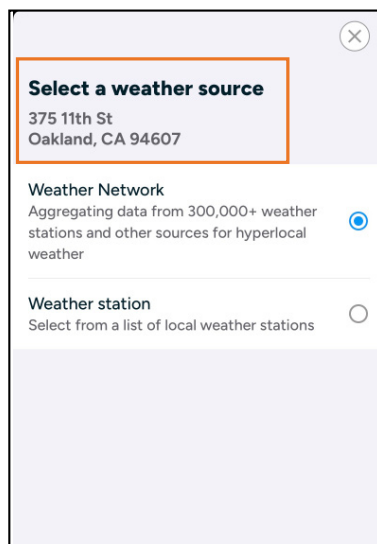 Select a weather source
375 11th St
Oakland, CA 94607
Weather Network
Aggregating data from 300,000+ weather
stations and other sources for hyperlocal
weather
Weather station
Select from a list of local weather stations